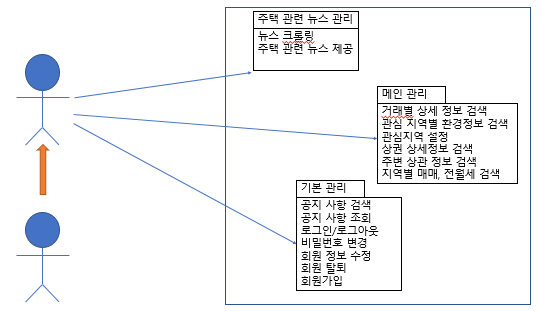 주택 관련 뉴스 관리
뉴스 크롤링
주택 관련 뉴스 제공
메인 관리
거래별 상세 정보 검색
관심 지역별 환경정보 검색
관심지역 설정
상권 상세정보 검색
주변 상관 정보 검색
지역별 매매, 전월세 검색
기본 관리
공지 사항 검색
공지 사항 조회
로그인/로그아웃
비밀번호 변경
회원 정보 수정
회원 탈퇴
회원가입